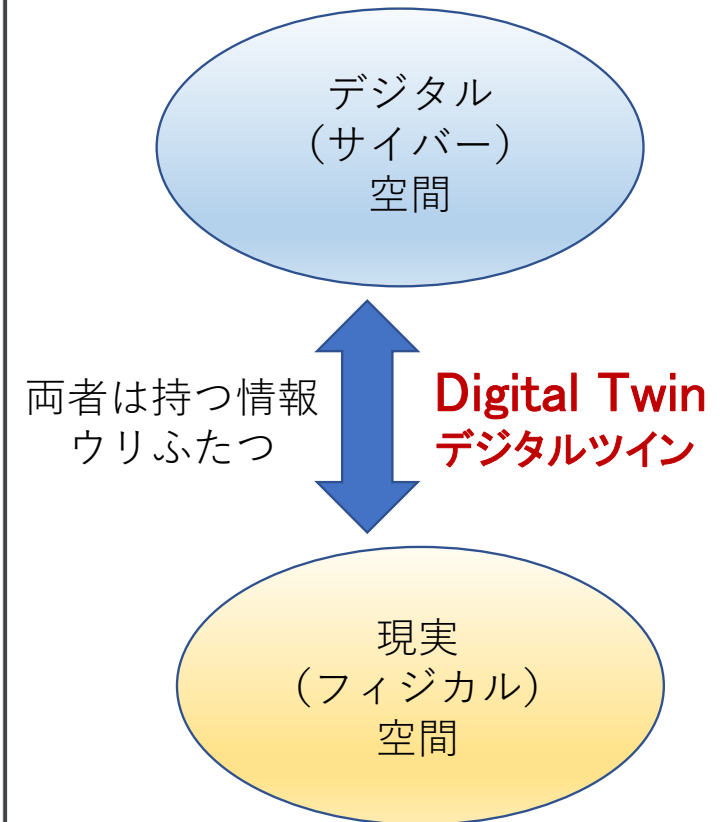 デジタル
（サイバー）
空間
両者は持つ情報
ウリふたつ
Digital Twin
デジタルツイン
現実
（フィジカル）
空間